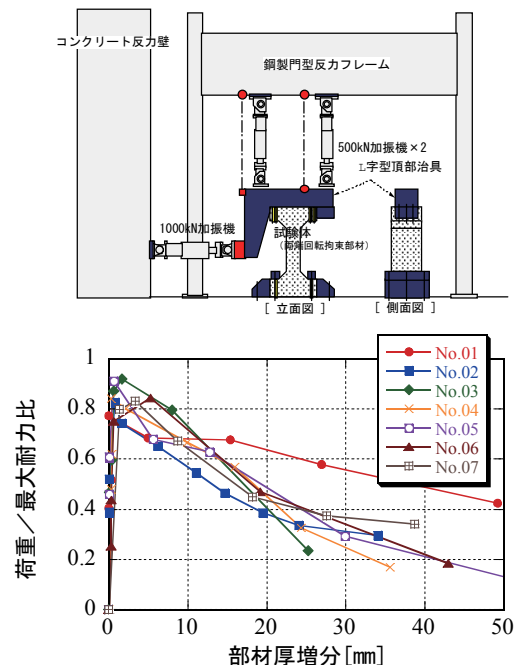 コンクリート反力壁
鋼製門型反力フレーム
500kN加振機×2
L字型頂部治具
1000kN加振機
試験体
(両端回転拘束部材)
[ 立面図 ]
[ 側面図 ]
No.01
No.02
No.03
No.04
No.05
No.06
No.07
荷重／最大耐力比
1
0.8
0.6
0.4
0.2
0
0
10
20
30
40
50
部材厚増分[㎜]